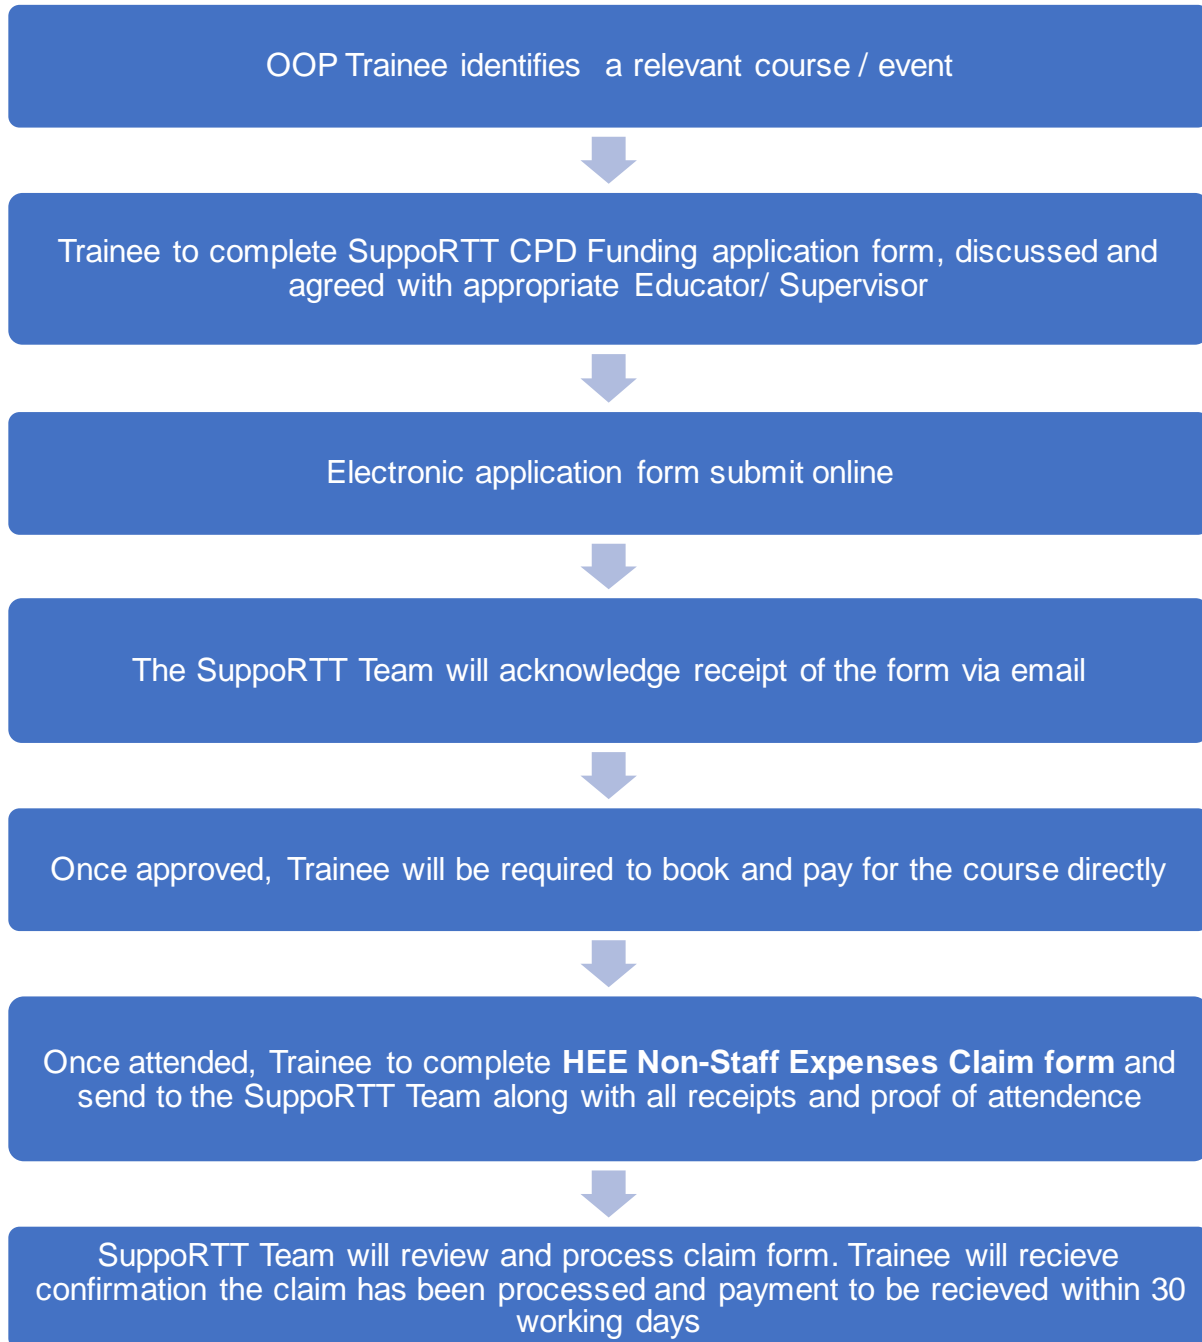 OOP Trainee identifies a relevant course / event
Trainee to complete SuppoRTT CPD Funding application form, discussed and
agreed with appropriate Educator/ Supervisor
Electronic application form submit online
The SuppoRTT Team will acknowledge receipt of the form via email
Once approved, Trainee will be required to book and pay for the course directly
Once attended, Trainee to complete HEE Non-Staff Expenses Claim form and
send to the SuppoRTT Team along with all receipts and proof of attendence
SuppoRTT Team will review and process claim form. Trainee will recieve
confirmation the claim has been processed and payment to be recieved within 30
working days